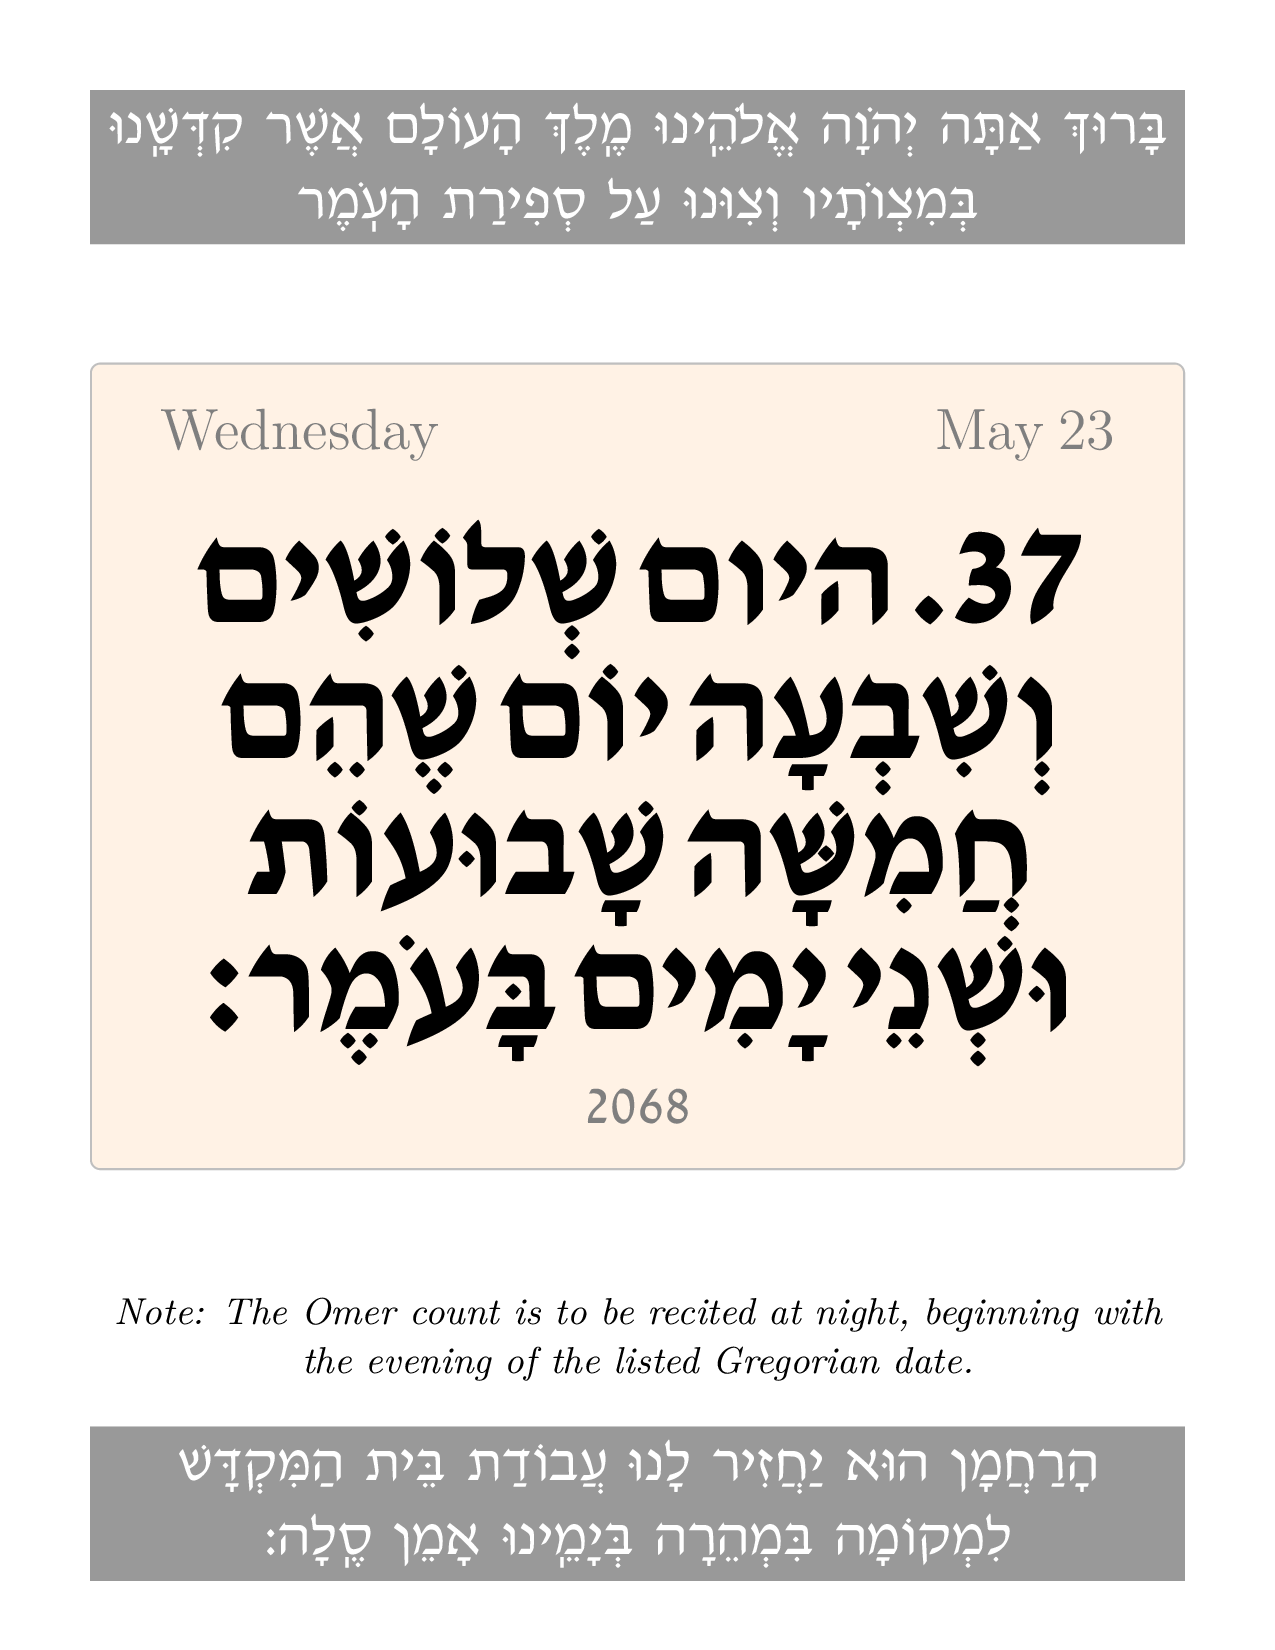 בָּרוּךְ אַתָּה יְהֹוָה אֱלֹהֵֽינוּ מֶֽלֶךְ הָעוֹלָם אֲשֶׁר קִדְּשָֽׁנוּ
בְּמִצְוֹתָיו וְצִוּנוּ עַל סְפִירַת הָעֹֽמֶר
Wednesday May 23
37. היום שְׁלוֹשִׁים
וְשִׁבְעָה יוֹם שֶׁהֵם
חֲמִשָּׁה שָׁבוּעוֹת
וּשְׁנֵי יָמִים בָּעֹמֶר:
2068
Note: The Omer count is to be recited at night, beginning with
the evening of the listed Gregorian date.
הָרַחֲמָן הוּא יַחֲזִיר לָנוּ עֲבוֹדַת בֵּית הַמִּקְדָּשׁ
לִמְקוֹמָהּ בִּמְהֵרָה בְּיָמֵֽינוּ אָמֵן סֶֽלָה: